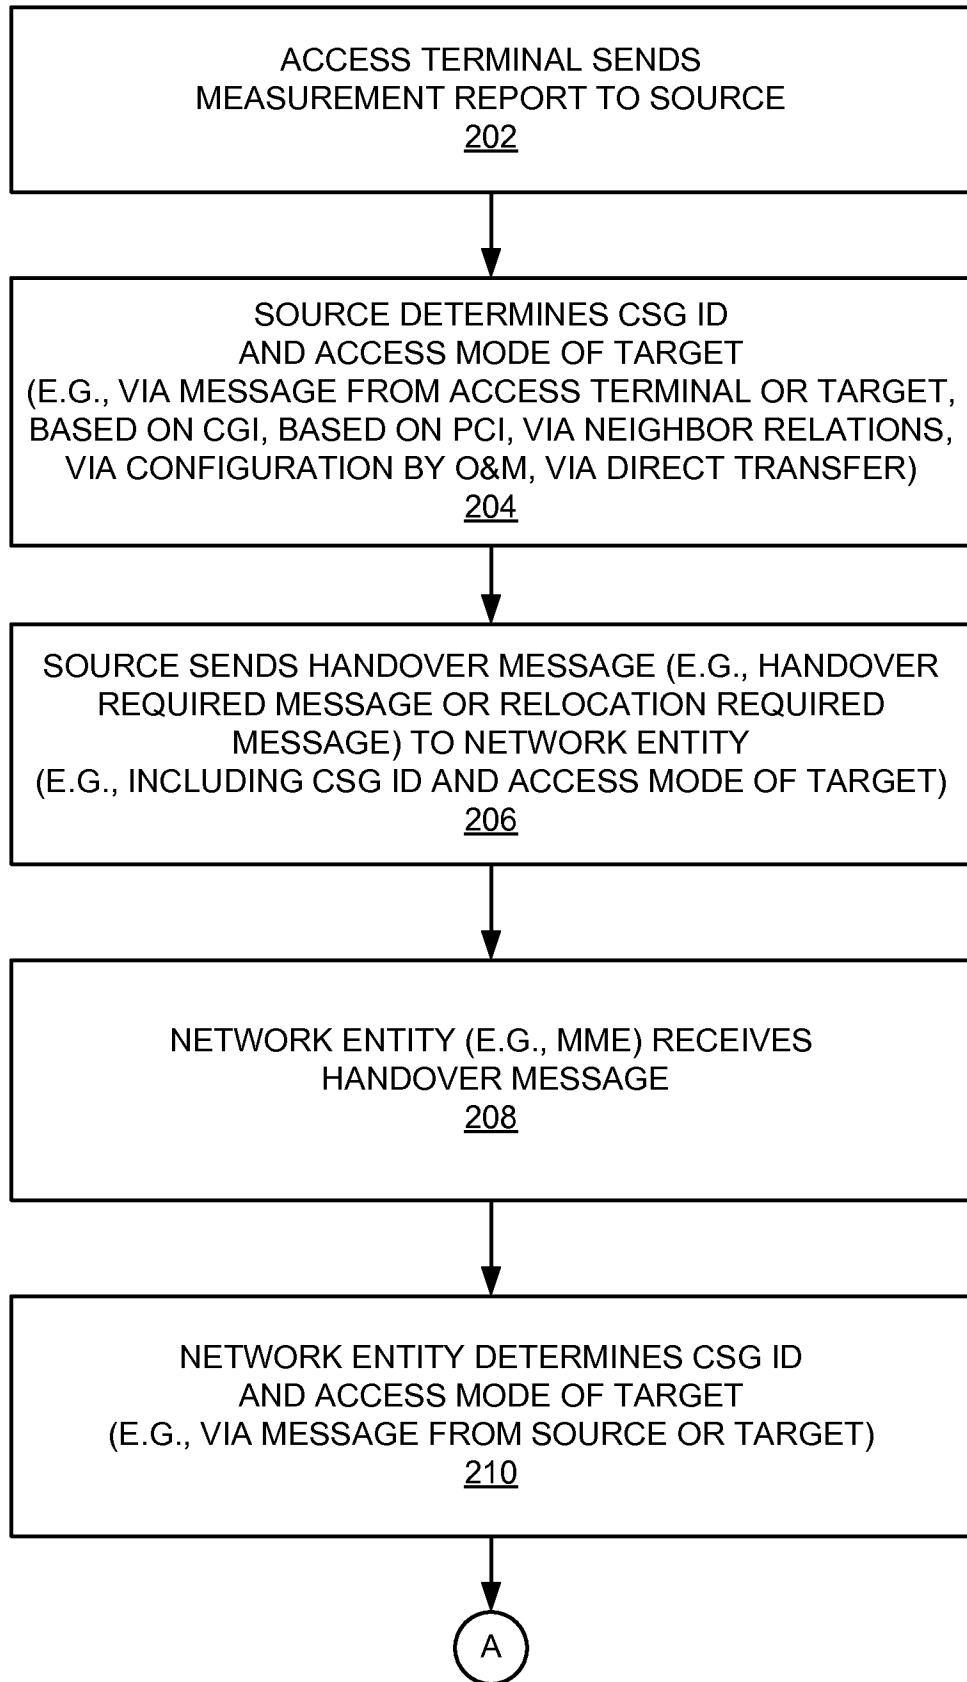 ACCESS TERMINAL SENDS
MEASUREMENT REPORT TO SOURCE
202
SOURCE DETERMINES CSG ID
AND ACCESS MODE OF TARGET
(E.G., VIA MESSAGE FROM ACCESS TERMINAL OR TARGET,
BASED ON CGI, BASED ON PCI, VIA NEIGHBOR RELATIONS,
VIA CONFIGURATION BY O&M, VIA DIRECT TRANSFER)
204
SOURCE SENDS HANDOVER MESSAGE (E.G., HANDOVER
REQUIRED MESSAGE OR RELOCATION REQUIRED
MESSAGE) TO NETWORK ENTITY
(E.G., INCLUDING CSG ID AND ACCESS MODE OF TARGET)
206
NETWORK ENTITY (E.G., MME) RECEIVES
HANDOVER MESSAGE
208
NETWORK ENTITY DETERMINES CSG ID
AND ACCESS MODE OF TARGET
(E.G., VIA MESSAGE FROM SOURCE OR TARGET)
210
A